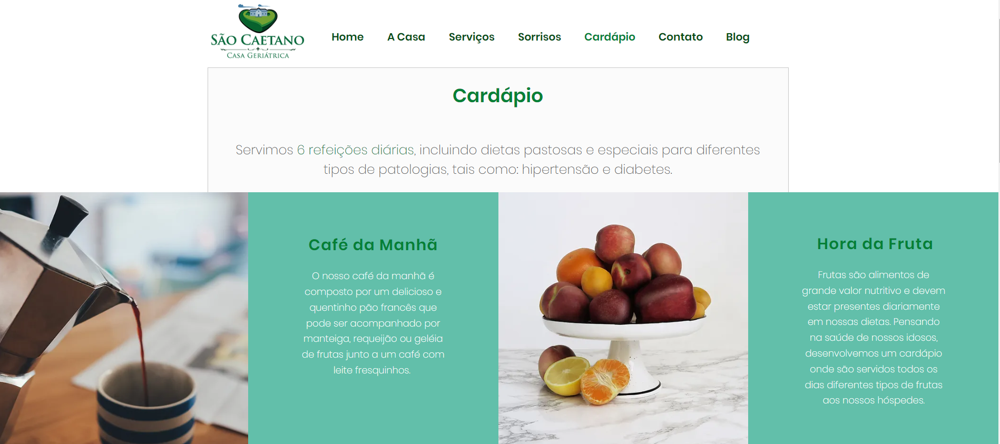 SÃO CAETANO
CASA GERIÁTRICA
Home
A Casa
Serviços
Sorrisos
Cardápio
Contato
Blog
Cardápio
Servimos 6 refeições diárias, incluindo dietas pastosas e especiais para diferentes
tipos de patologias, tais como: hipertensão e diabetes.
Café da Manhã
O nosso café da manhã é
composto por um delicioso e
quentinho pão francês que
pode ser acompanhado por
manteiga, requeijão ou geléia
de frutas junto a um café com
leite fresquinhos.
Hora da Fruta
Frutas são alimentos de
grande valor nutritivo e devem
estar presentes diariamente
em nossas dietas. Pensando
na saúde de nossos idosos,
desenvolvemos um cardápio
onde são servidos todos os
dias diferentes tipos de frutas
aos nossos hóspedes.